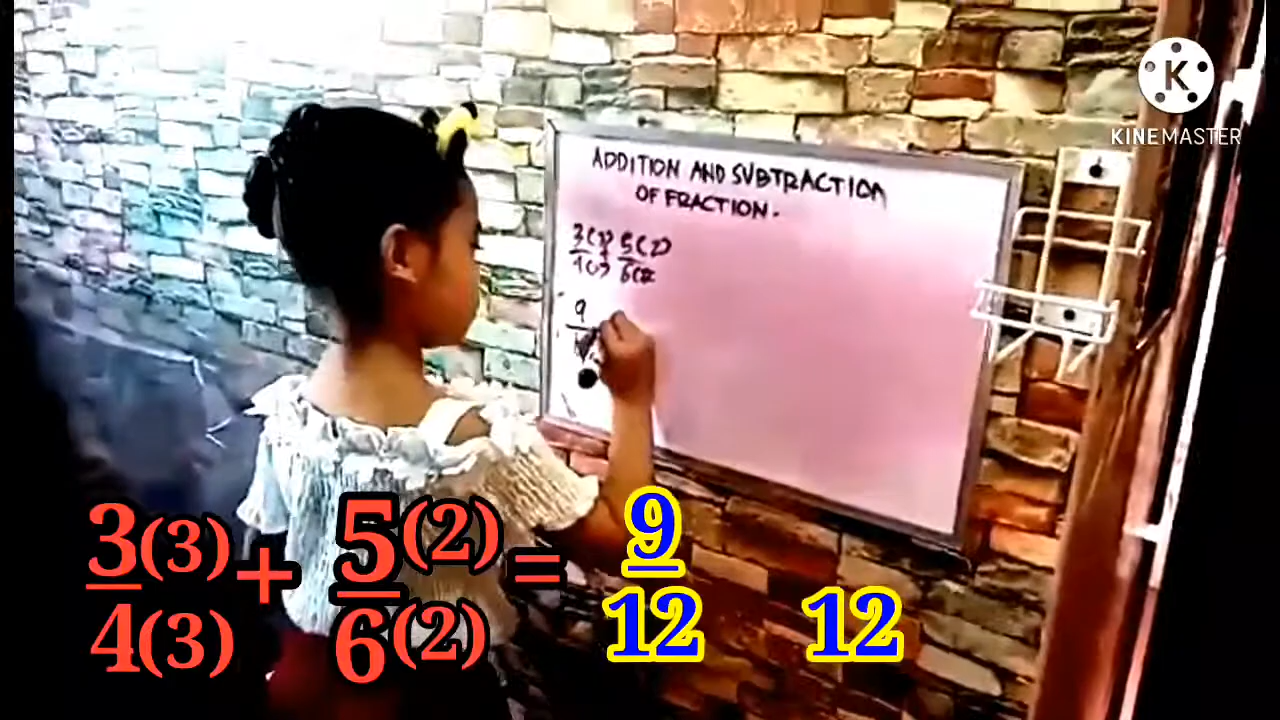 K
KINEMASTER
ADDITION AND SUBTRACTION
OF FRACTION.
3(3) + 5(2)
4(3) 6(2
9
3(3) + 5(2) = 9
4(3) 6(2) 12 12